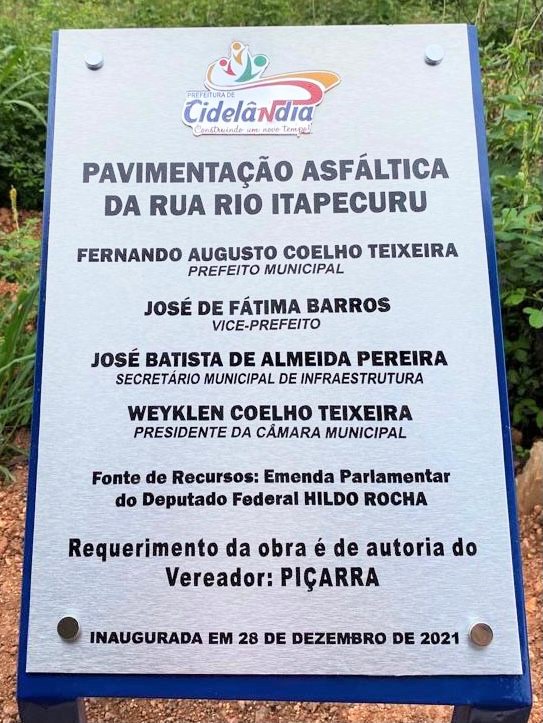 PREFEITURA DE
Cidelândia
Construindo um novo Tempo!
PAVIMENTAÇÃO ASFÁLTICA
DA RUA RIO ITAPECURU
FERNANDO AUGUSTO COELHO TEIXEIRA
PREFEITO MUNICIPAL
JOSÉ DE FÁTIMA BARROS
VICE-PREFEITO
JOSÉ BATISTA DE ALMEIDA PEREIRA
SECRETÁRIO MUNICIPAL DE INFRAESTRUTURA
WEYKLEN COELHO TEIXEIRA
PRESIDENTE DA CÂMARA MUNICIPAL
Fonte de Recursos: Emenda Parlamentar
do Deputado Federal HILDO ROCHA
Requerimento da obra é de autoria do
Vereador: PIÇARRA
INAUGURADA EM 28 DE DEZEMBRO DE 2021